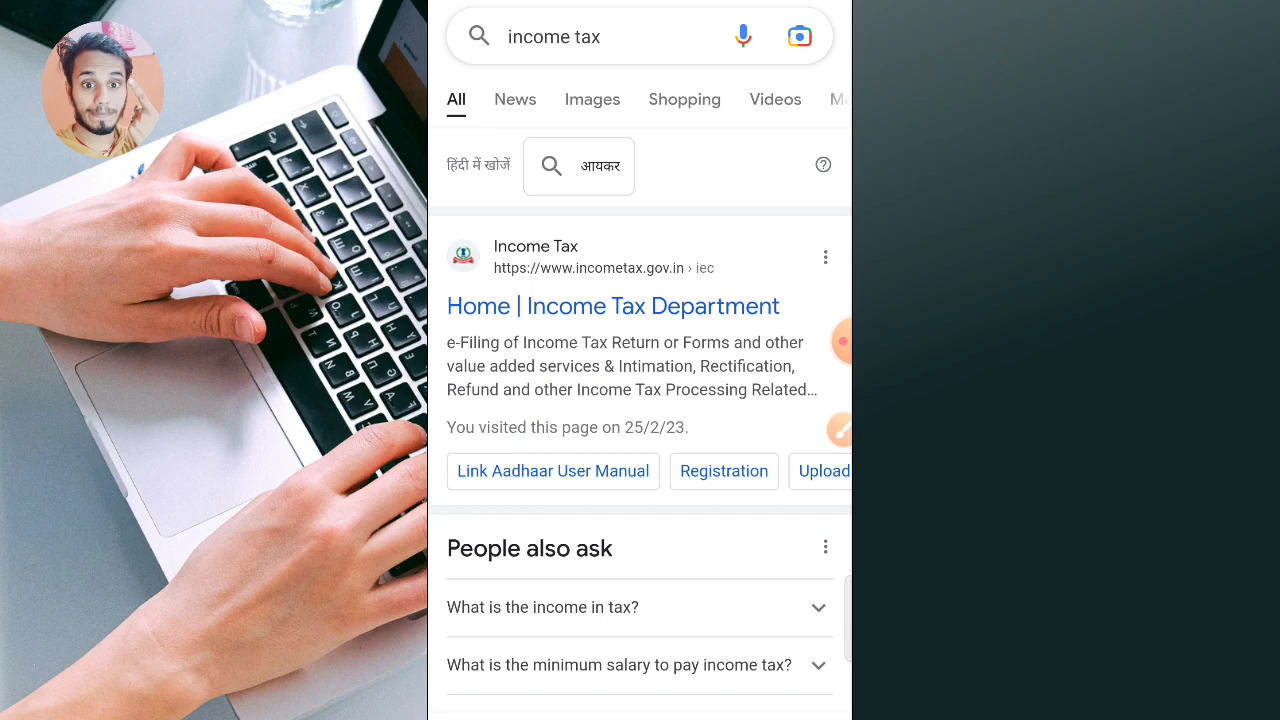 income tax
All News Images Shopping Videos
हिंदी में खोजें आयकर
Income Tax
https://www.incometax.gov.in › iec
Home | Income Tax Department
e-Filing of Income Tax Return or Forms and other
value added services & Intimation, Rectification,
Refund and other Income Tax Processing Related...
You visited this page on 25/2/23.
Link Aadhaar User Manual Registration Upload
People also ask
What is the income in tax?
What is the minimum salary to pay income tax?